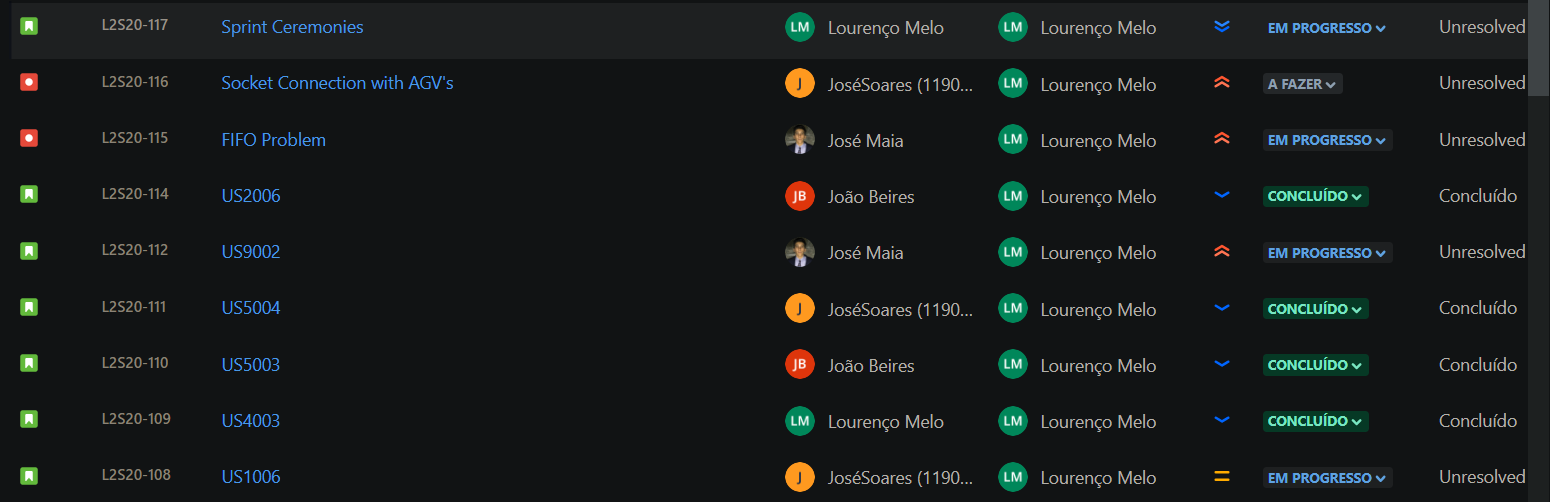 L2S20-117 Sprint Ceremonies LM Lourenço Melo LM Lourenço Melo EM PROGRESSO Unresolved
L2S20-116 Socket Connection with AGV's J JoséSoares (1190... LM Lourenço Melo A FAZER Unresolved
L2S20-115 FIFO Problem José Maia LM Lourenço Melo EM PROGRESSO Unresolved
L2S20-114 US2006 JB João Beires LM Lourenço Melo CONCLUÍDO Concluído
L2S20-112 US9002 José Maia LM Lourenço Melo EM PROGRESSO Unresolved
L2S20-111 US5004 J JoséSoares (1190... LM Lourenço Melo CONCLUÍDO Concluído
L2S20-110 US5003 JB João Beires LM Lourenço Melo CONCLUÍDO Concluído
L2S20-109 US4003 LM Lourenço Melo LM Lourenço Melo CONCLUÍDO Concluído
L2S20-108 US1006 J JoséSoares (1190... LM Lourenço Melo EM PROGRESSO Unresolved